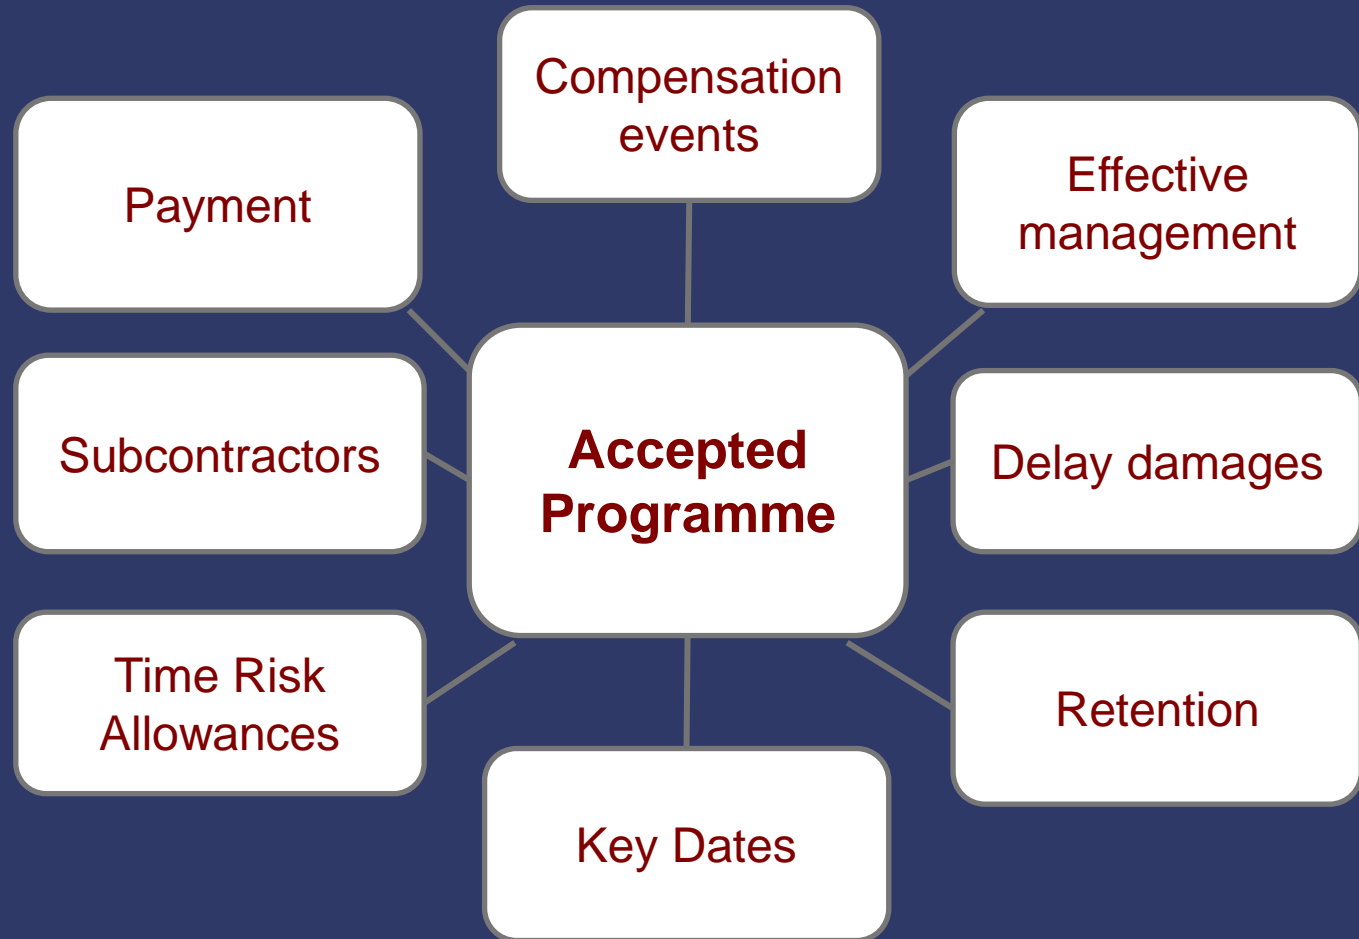 Compensation
events
Payment
Effective
management
Subcontractors
Accepted
Programme
Delay damages
Time Risk
Allowances
Retention
Key Dates